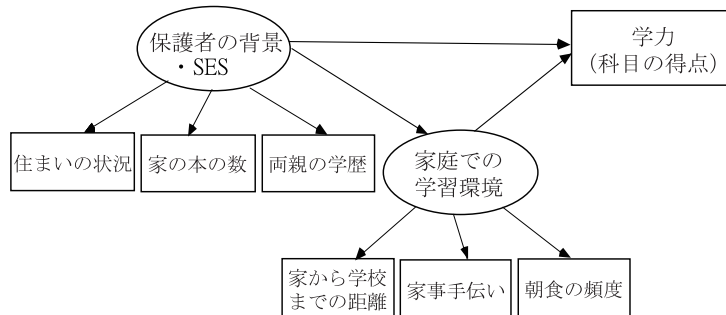 保護者の背景
・SES
学力
（科目の得点）
住まいの状況
家の本の数
両親の学歴
家庭での
学習環境
家から学校
までの距離
家事手伝い
朝食の頻度